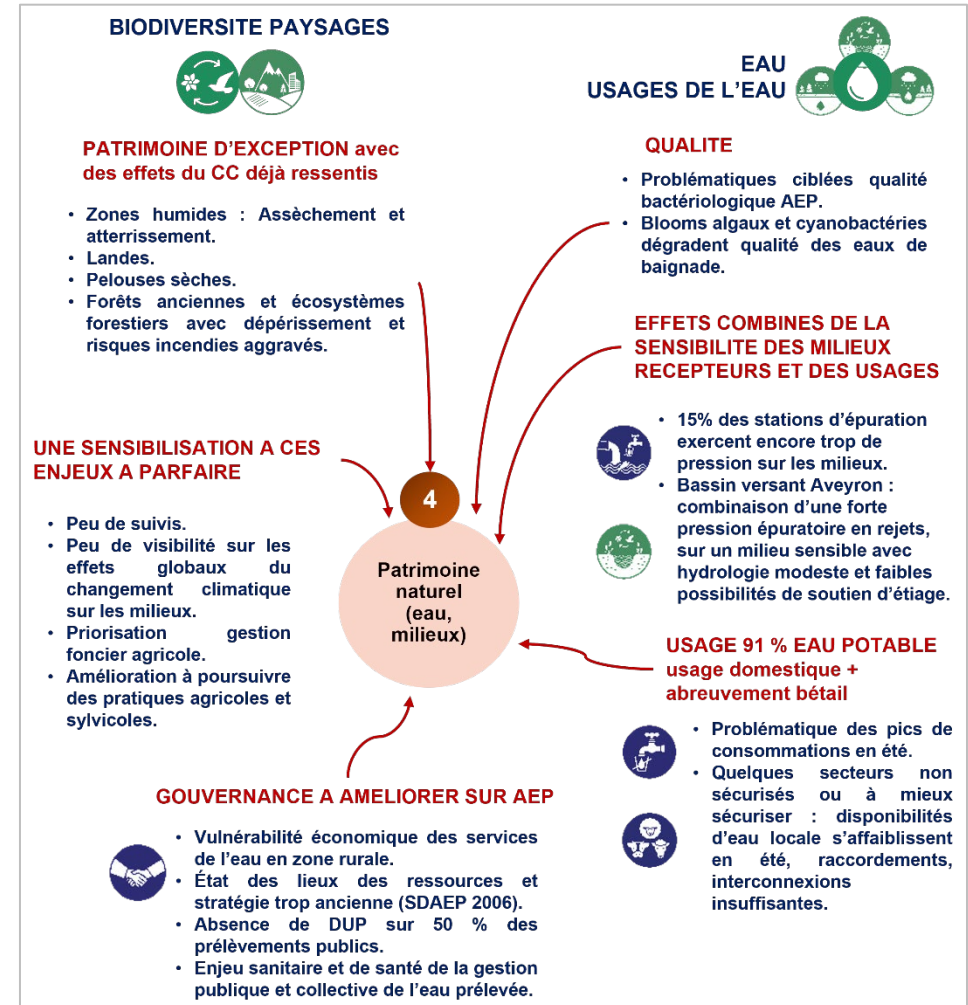 BIODIVERSITE PAYSAGES
PATRIMOINE D’EXCEPTION avec
des effets du CC déjà ressentis
• Zones humides : Assèchement et
atterrissement.
• Landes.
• Pelouses sèches.
• Forêts anciennes et écosystèmes
forestiers avec dépérissement et
risques incendies aggravés.
EAU
USAGES DE L’EAU
QUALITE
• Problématiques ciblées qualité
bactériologique AEP.
• Blooms algaux et cyanobactéries
dégradent qualité des eaux de
baignade.
EFFETS COMBINES DE LA
SENSIBILITE DES MILIEUX
RECEPTEURS ET DES USAGES
• 15% des stations d’épuration
exercent encore trop de
pression sur les milieux.
• Bassin versant Aveyron :
combinaison d’une forte
pression épuratoire en rejets,
sur un milieu sensible avec
hydrologie modeste et faibles
possibilités de soutien d’étiage.
UNE SENSIBILISATION A CES
ENJEUX A PARFAIRE
• Peu de suivis.
• Peu de visibilité sur les
effets globaux du
changement climatique
sur les milieux.
• Priorisation gestion
foncier agricole.
• Amélioration à poursuivre
des pratiques agricoles et
sylvicoles.
4
Patrimoine
naturel
(eau,
milieux)
USAGE 91 % EAU POTABLE
usage domestique +
abreuvement bétail
• Problématique des pics de
consommations en été.
• Quelques secteurs non
sécurisés ou à mieux
sécuriser : disponibilités
d’eau locale s’affaiblissent
en été, raccordements,
interconnexions
insuffisantes.
GOUVERNANCE A AMELIORER SUR AEP
• Vulnérabilité économique des services
de l’eau en zone rurale.
• État des lieux des ressources et
stratégie trop ancienne (SDAEP 2006).
• Absence de DUP sur 50 % des
prélèvements publics.
• Enjeu sanitaire et de santé de la gestion
publique et collective de l’eau prélevée.